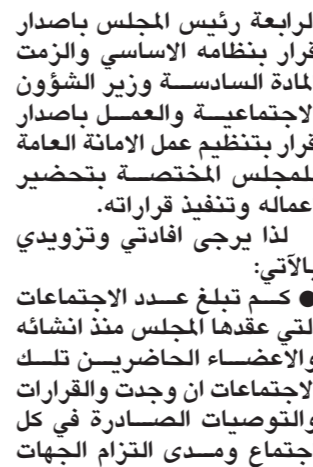 لرابعة رئيس المجلس باصدار
قرار بنظامه الاساسي والزمت
لمادة السادسة وزير الشؤون
لاجتماعية والعمل باصدار
قرار بتنظيم عمل الامانة العامة
للمجلس المختصة بتحضير
عماله وتنفيذ قراراته.
لذا يرجى افادتي وتزويدي
بالآتي:
● كم تبلغ عدد الاجتماعات
لتي عقدها المجلس منذ انشائه
والاعضاء الحاضرين تلك
لاجتماعات ان وجدت والقرارات
والتوصيات الصادرة في كل
جتماع ومدى التزام الجهات